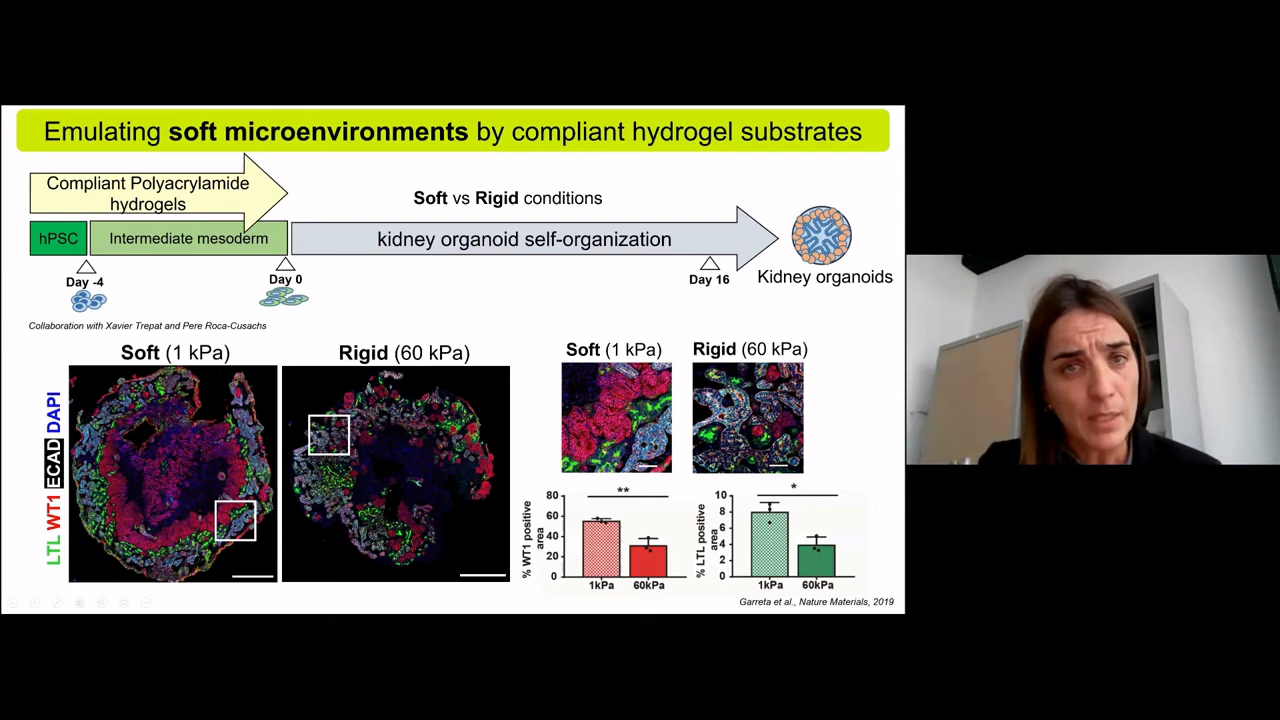 Emulating soft microenvironments by compliant hydrogel substrates
Compliant Polyacrylamide
hydrogels
Soft vs Rigid conditions
hPSC
Intermediate mesoderm
kidney organoid self-organization
Day -4
Day 0
Day 16
Kidney organoids
Collaboration with Xavier Trepat and Pere Roca-Cusachs
Soft (1 kPa)
Rigid (60 kPa)
Soft (1 kPa)
Rigid (60 kPa)
LTL WT1 ECAD DAPI
% WT1 positive
area
80
60
40
20
0
**
1kPa
60kPa
% LTL positive
area
10
8
6
4
2
0
*
1kPa
60kPa
Garreta et al., Nature Materials, 2019